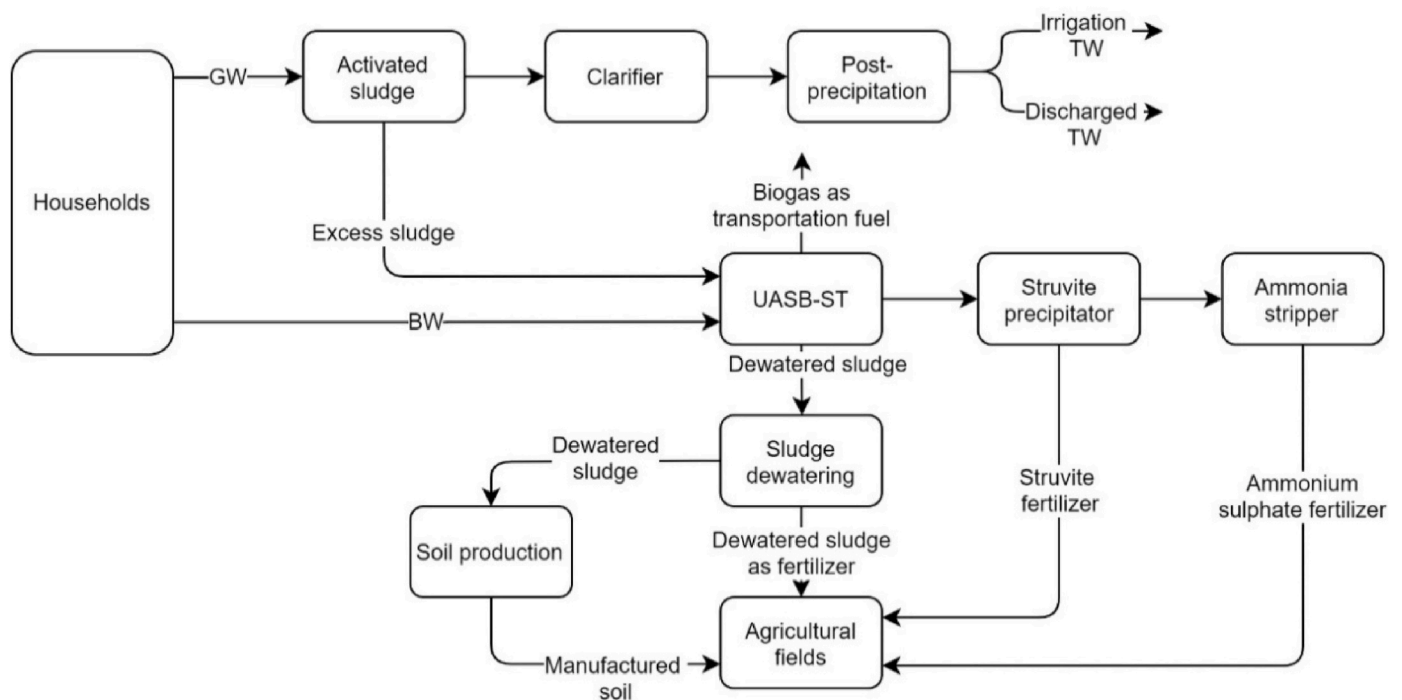 Households
GW
Activated
sludge
Clarifier
Post-
precipitation
Irrigation
TW
Discharged
TW
Excess sludge
BW
Biogas as
transportation fuel
UASB-ST
Struvite
precipitator
Ammonia
stripper
Dewatered sludge
Sludge
dewatering
Dewatered
sludge
Soil production
Dewatered sludge
as fertilizer
Struvite
fertilizer
Ammonium
sulphate fertilizer
Agricultural
fields
Manufactured
soil